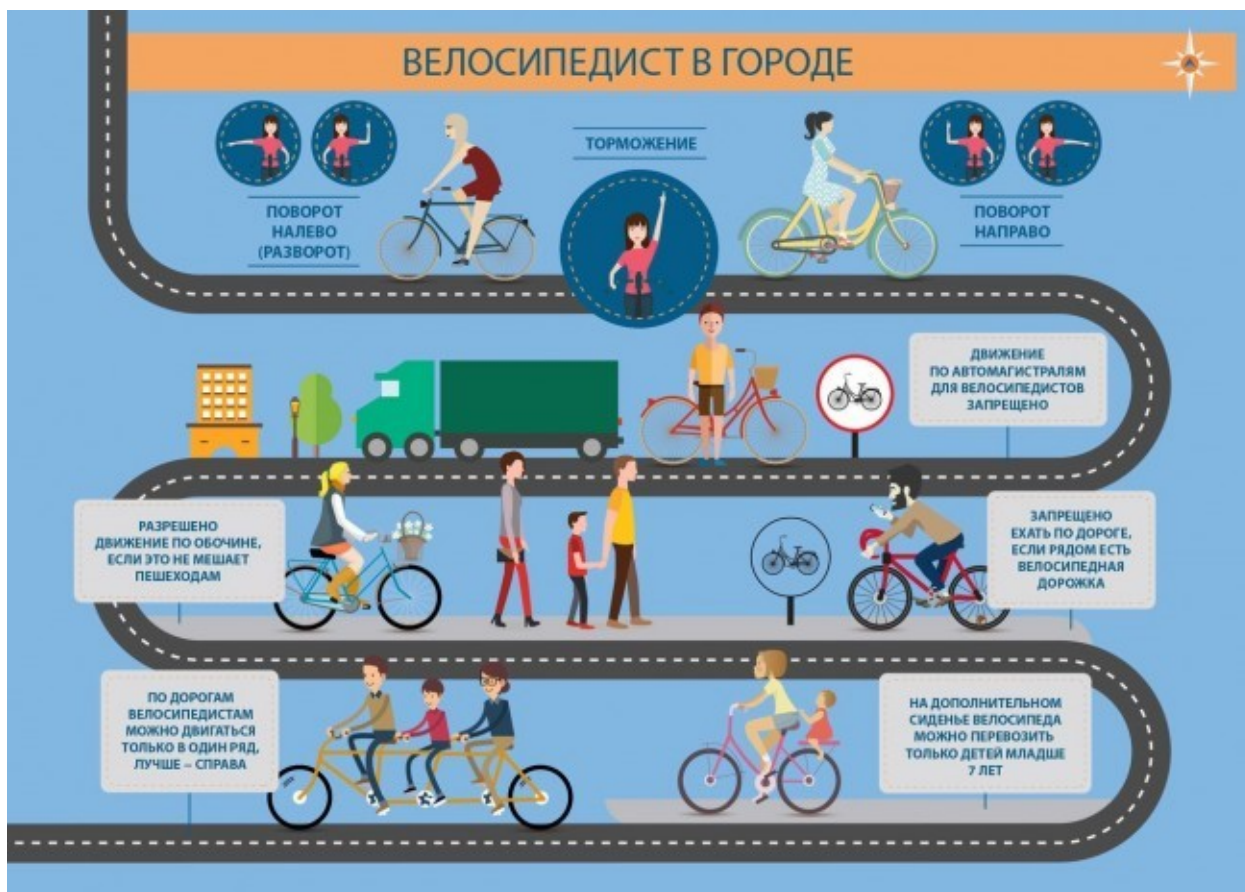 ВЕЛОСИПЕДИСТ В ГОРОДЕ
ПОВОРОТ
НАЛЕВО
(РАЗВОРОТ)
ТОРМОЖЕНИЕ
ПОВОРОТ
НАПРАВО
ДВИЖЕНИЕ
ПО АВТОМАГИСТРАЛЯМ
ДЛЯ ВЕЛОСИПЕДИСТОВ
ЗАПРЕЩЕНО
РАЗРЕШЕНО
ДВИЖЕНИЕ ПО ОБОЧИНЕ,
ЕСЛИ ЭТО НЕ МЕШАЕТ
ПЕШЕХОДАМ
ЗАПРЕЩЕНО
ЕХАТЬ ПО ДОРОГЕ,
ЕСЛИ РЯДОМ ЕСТЬ
ВЕЛОСИПЕДНАЯ
ДОРОЖКА
ПО ДОРОГАМ
ВЕЛОСИПЕДИСТАМ
МОЖНО ДВИГАТЬСЯ
ТОЛЬКО В ОДИН РЯД,
ЛУЧШЕ – СПРАВА
НА ДОПОЛНИТЕЛЬНОМ
СИДЕНЬЕ ВЕЛОСИПЕДА
МОЖНО ПЕРЕВОЗИТЬ
ТОЛЬКО ДЕТЕЙ МЛАДШЕ
7 ЛЕТ